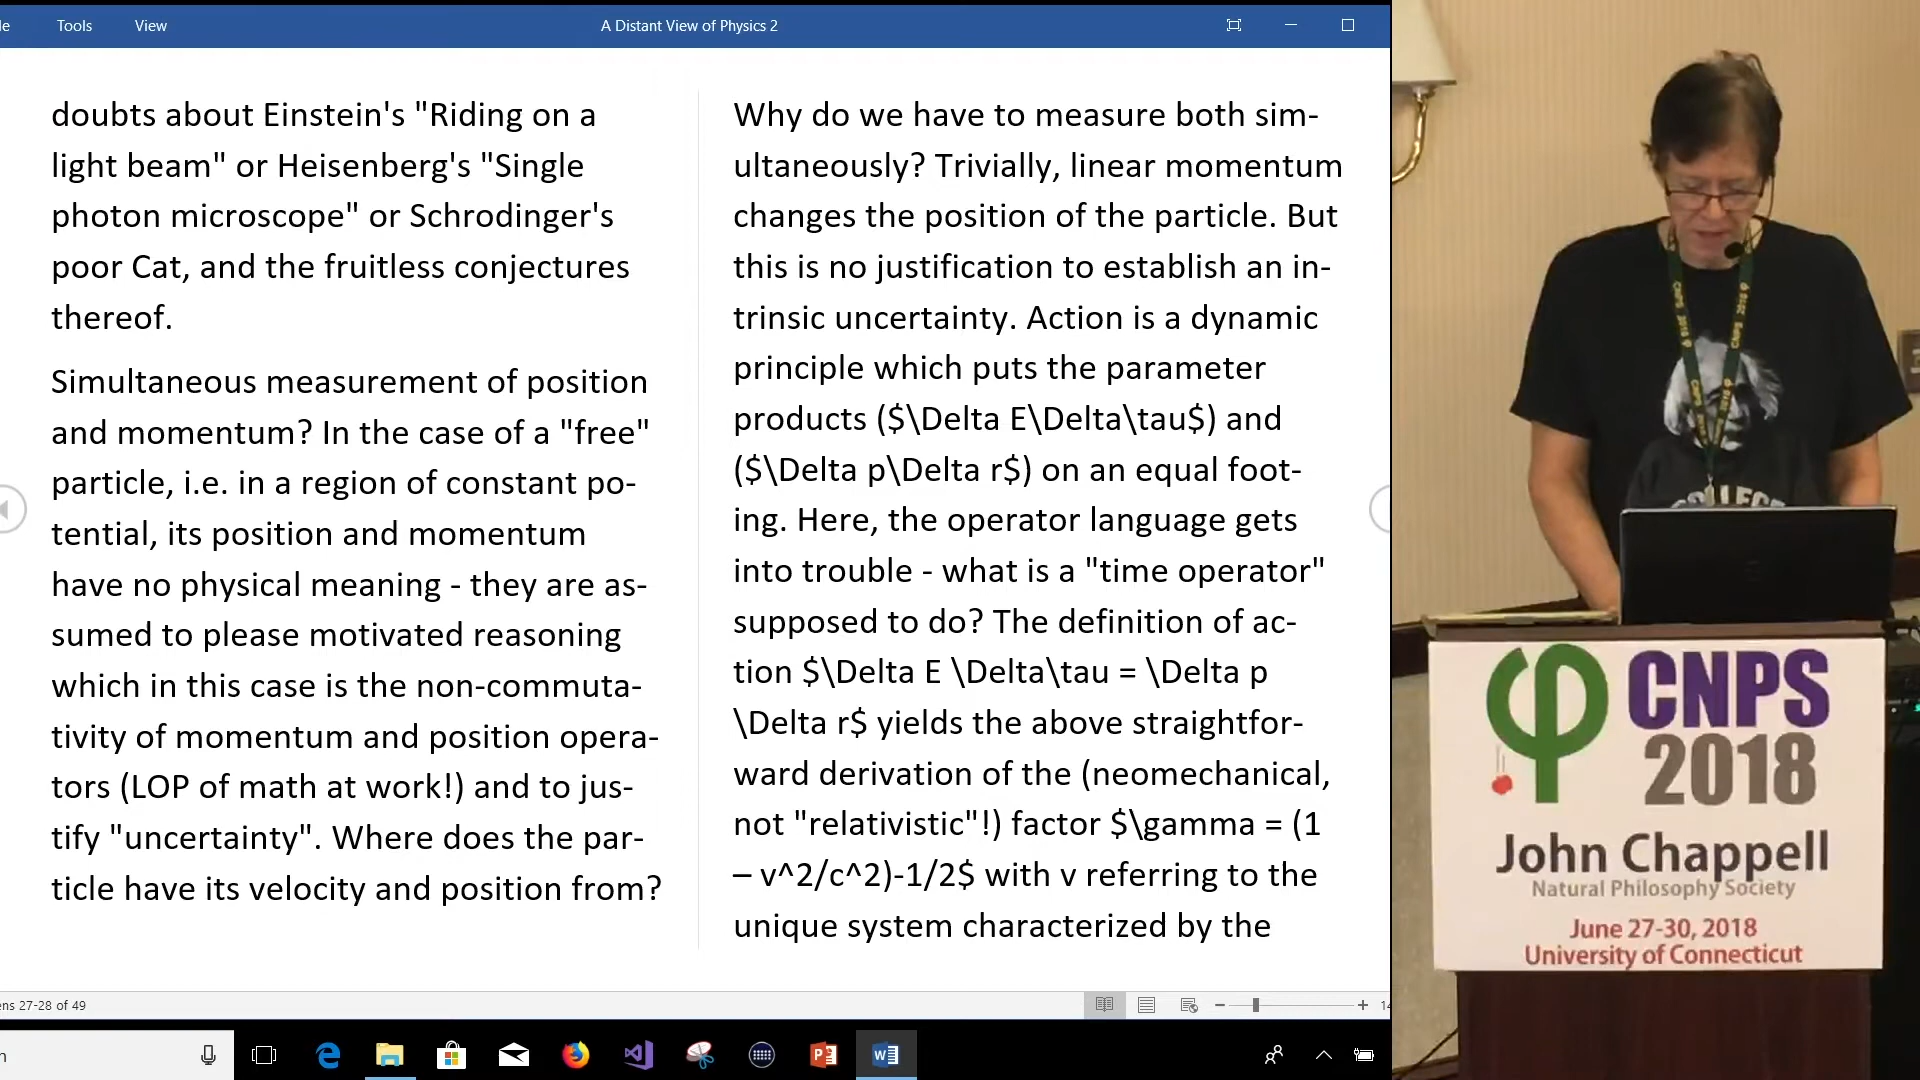 Tools View A Distant View of Physics 2
doubts about Einstein's "Riding on a
light beam" or Heisenberg's "Single
photon microscope" or Schrodinger's
poor Cat, and the fruitless conjectures
thereof.
Simultaneous measurement of position
and momentum? In the case of a "free"
particle, i.e. in a region of constant po-
tential, its position and momentum
have no physical meaning - they are as-
sumed to please motivated reasoning
which in this case is the non-commuta-
tivity of momentum and position opera-
tors (LOP of math at work!) and to jus-
tify "uncertainty". Where does the par-
ticle have its velocity and position from?
Why do we have to measure both sim-
ultaneously? Trivially, linear momentum
changes the position of the particle. But
this is no justification to establish an in-
trinsic uncertainty. Action is a dynamic
principle which puts the parameter
products ($\Delta E\Delta\tau$) and
($\Delta p\Delta r$) on an equal foot-
ing. Here, the operator language gets
into trouble - what is a "time operator"
supposed to do? The definition of ac-
tion $\Delta E \Delta\tau = \Delta p
\Delta r$ yields the above straightfor-
ward derivation of the (neomechanical,
not "relativistic"!) factor $\gamma = (1
– v^2/c^2)-1/2$ with v referring to the
unique system characterized by the
27-28 of 49
CNPS
2018
John Chappell
Natural Philosophy Society
June 27-30, 2018
University of Connecticut